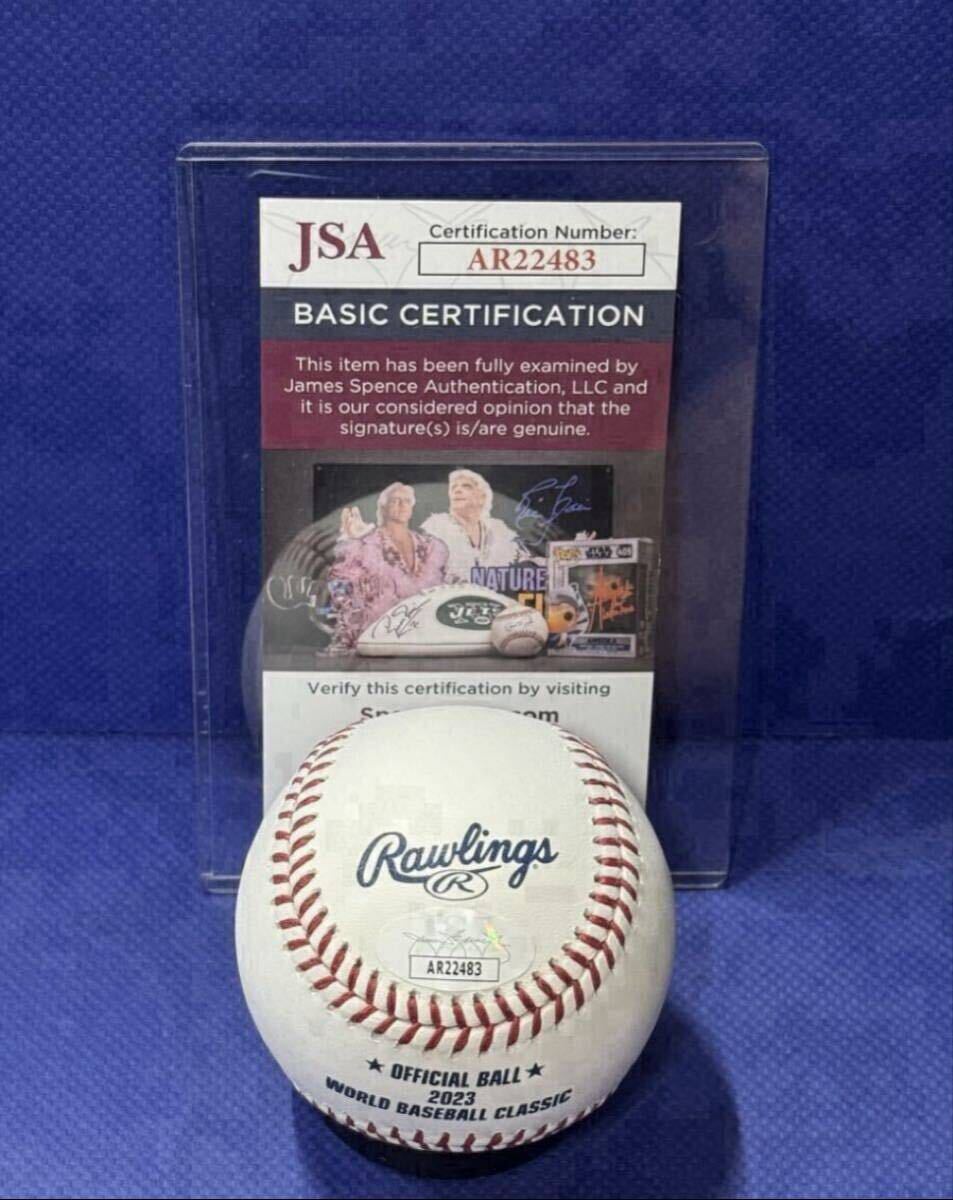 JSA
Certification Number:
AR22483
BASIC CERTIFICATION
This item has been fully examined by
James Spence Authentication, LLC and
it is our considered opinion that the
signature(s) is/are genuine.
NATURE
JETS
Verify this certification by visiting
Rawlings
R
AR22483
★ OFFICIAL BALL ★
2023
WORLD BASEBALL CLASSIC